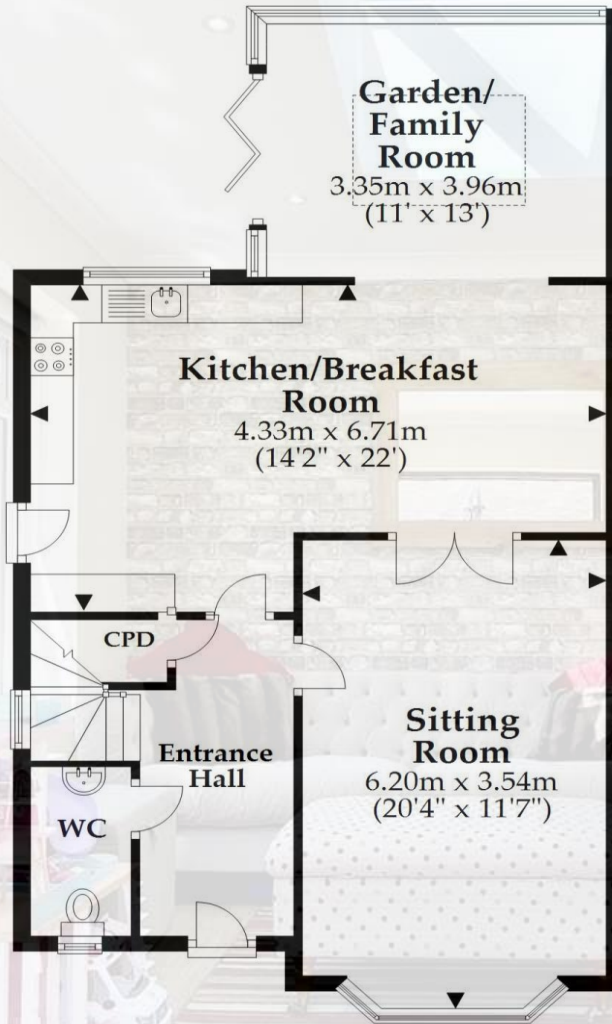 Garden/
Family
Room
3.35m x 3.96m
(11' x 13')
Kitchen/Breakfast
Room
4.33m x 6.71m
(14'2" x 22')
CPD
Entrance
Hall
Sitting
Room
6.20m x 3.54m
(20'4" x 11'7")
WC